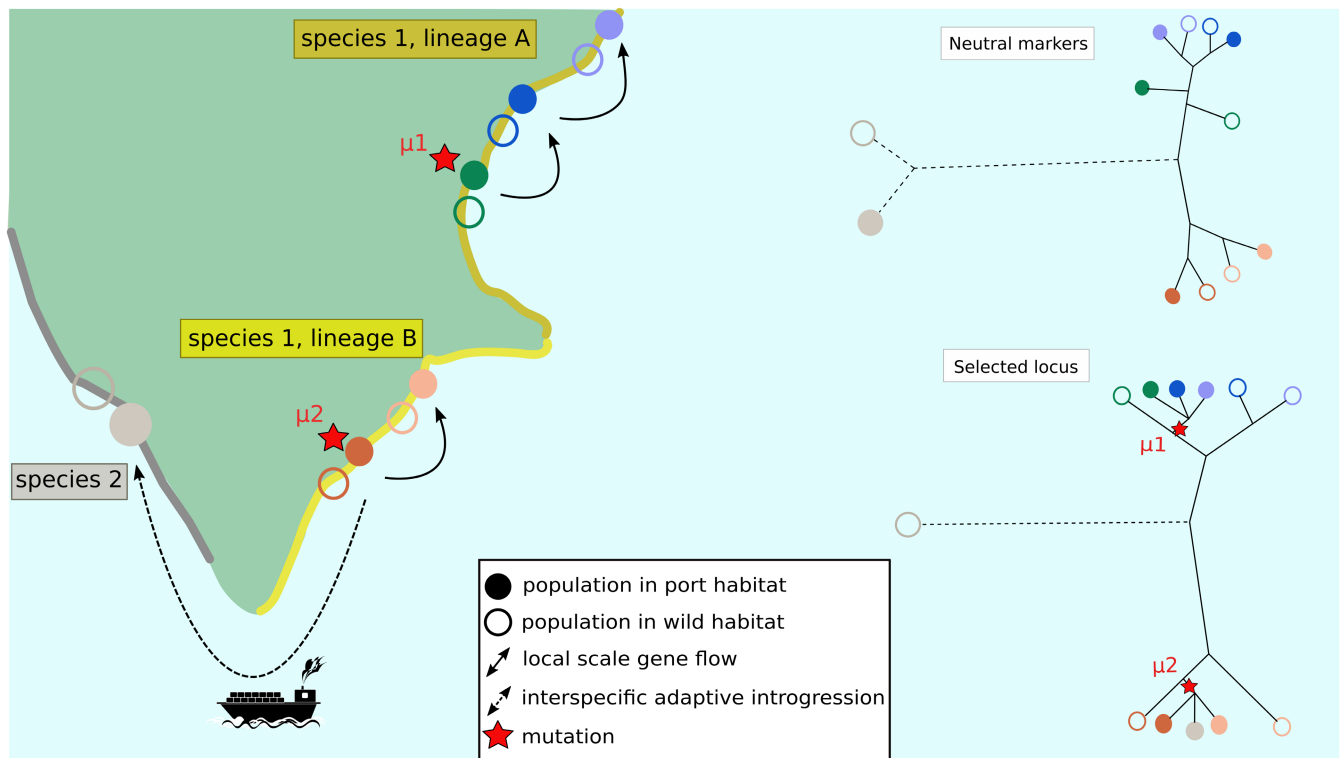 species 1, lineage A
Neutral markers
μ1
species 1, lineage B
Selected locus
μ2
μ1
species 2
population in port habitat
population in wild habitat
local scale gene flow
interspecific adaptive introgression
mutation
μ2